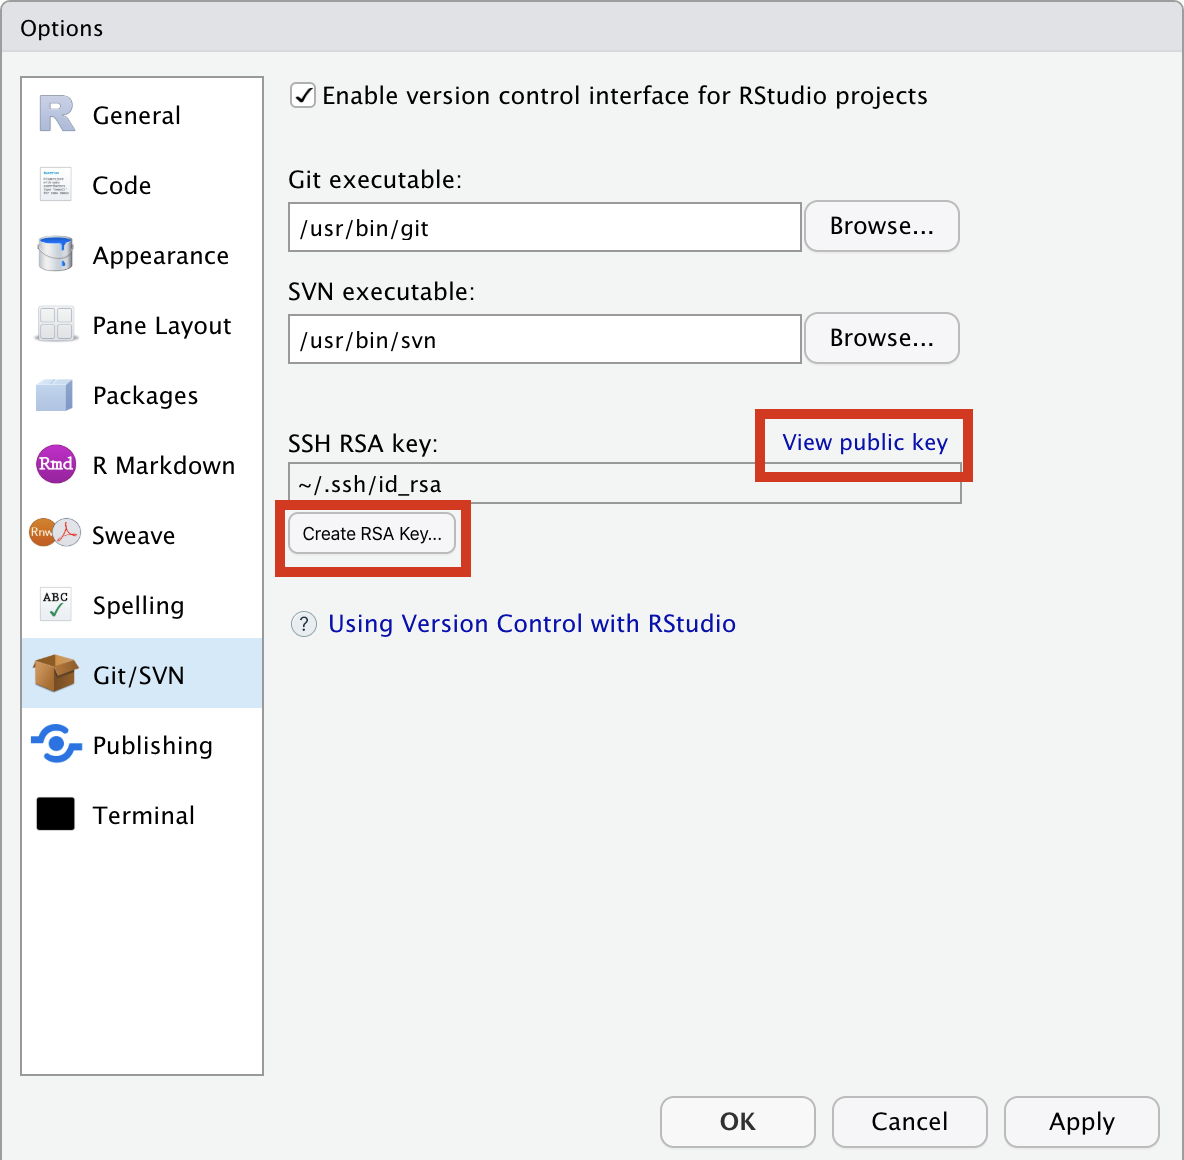 Options
General
Code
Appearance
Pane Layout
Packages
Rmd
R Markdown
Rnw
Sweave
ABC
Spelling
Git/SVN
Publishing
Terminal
Enable version control interface for RStudio projects
Git executable:
/usr/bin/git
Browse...
SVN executable:
/usr/bin/svn
Browse...
SSH RSA key:
View public key
~/.ssh/id_rsa
Create RSA Key...
? Using Version Control with RStudio
OK
Cancel
Apply